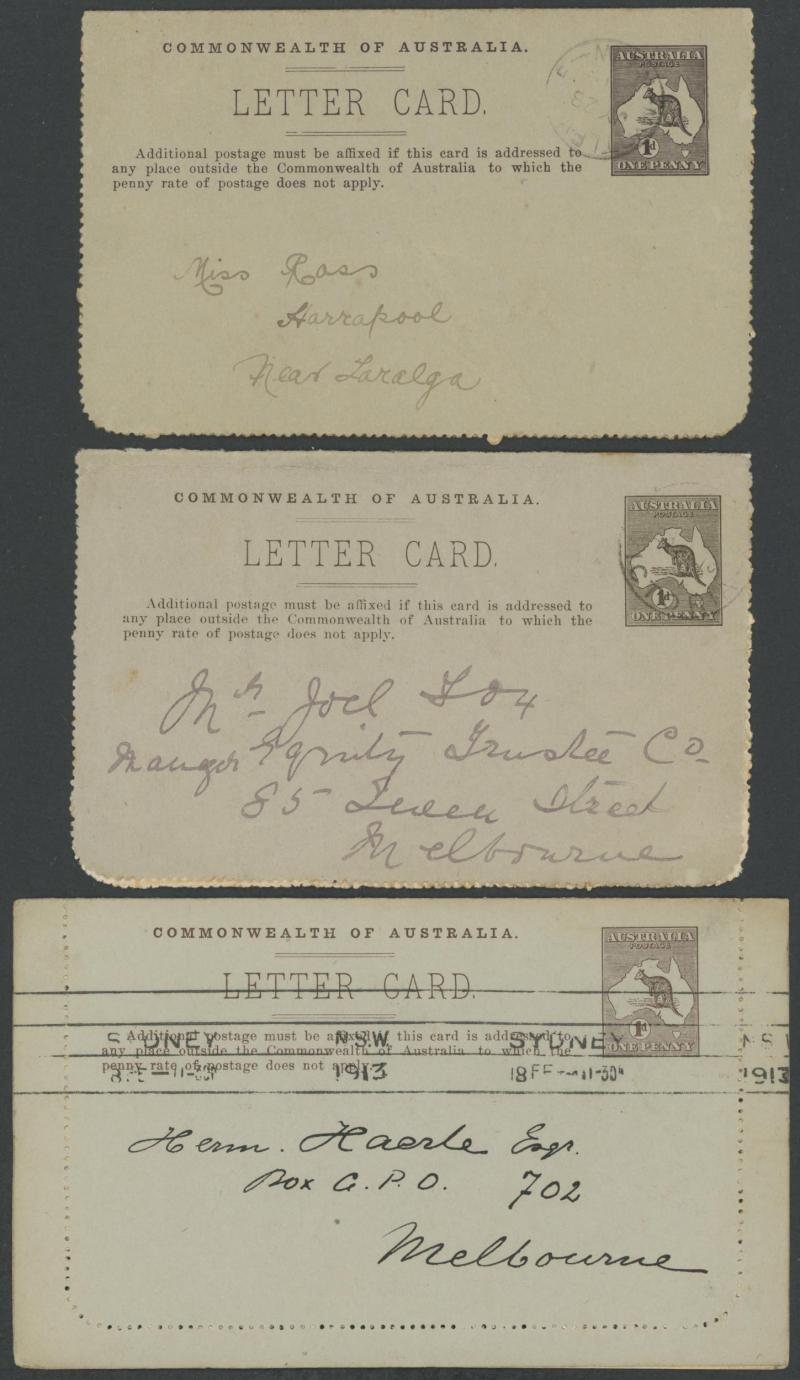 COMMONWEALTH OF AUSTRALIA.
LETTER CARD.
Additional postage must be affixed if this card is addressed to
any place outside the Commonwealth of Australia to which the
penny rate of postage does not apply.
AUSTRALIA
POSTAGE
1d
ONE PENNY
Miss Ross
Harrapool
Near Taralga
COMMONWEALTH OF AUSTRALIA.
LETTER CARD.
Additional postage must be affixed if this card is addressed to
any place outside the Commonwealth of Australia to which the
penny rate of postage does not apply.
AUSTRALIA
POSTAGE
1d
ONE PENNY
Mr Joel Fox
Equity Trustee Co.
85 Queen Street
Melbourne
COMMONWEALTH OF AUSTRALIA.
LETTER CARD.
Additional postage must be affixed if this card is addressed to
any place outside the Commonwealth of Australia to which the
penny rate of postage does not apply.
AUSTRALIA
POSTAGE
1d
ONE PENNY
SYDNEY N.S.W. SYDNEY N S
1913 18 FE 11-30 1913
Herm. Haerle Esqr.
Box G.P.O. 702
Melbourne